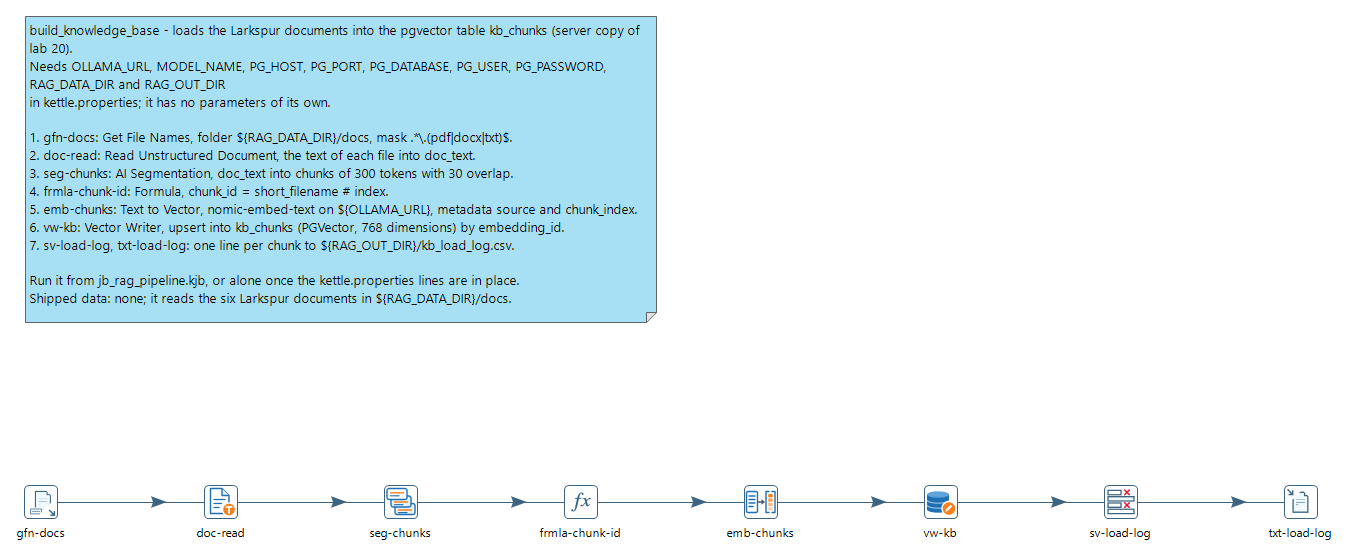 build_knowledge_base - loads the Larkspur documents into the pgvector table kb_chunks (server copy of
lab 20).
Needs OLLAMA_URL, MODEL_NAME, PG_HOST, PG_PORT, PG_DATABASE, PG_USER, PG_PASSWORD,
RAG_DATA_DIR and RAG_OUT_DIR
in kettle.properties; it has no parameters of its own.
1. gfn-docs: Get File Names, folder ${RAG_DATA_DIR}/docs, mask .*\.(pdf|docx|txt)$.
2. doc-read: Read Unstructured Document, the text of each file into doc_text.
3. seg-chunks: AI Segmentation, doc_text into chunks of 300 tokens with 30 overlap.
4. frmla-chunk-id: Formula, chunk_id = short_filename # index.
5. emb-chunks: Text to Vector, nomic-embed-text on ${OLLAMA_URL}, metadata source and chunk_index.
6. vw-kb: Vector Writer, upsert into kb_chunks (PGVector, 768 dimensions) by embedding_id.
7. sv-load-log, txt-load-log: one line per chunk to ${RAG_OUT_DIR}/kb_load_log.csv.
Run it from jb_rag_pipeline.kjb, or alone once the kettle.properties lines are in place.
Shipped data: none; it reads the six Larkspur documents in ${RAG_DATA_DIR}/docs.
T
fx
gfn-docs
doc-read
seg-chunks
frmla-chunk-id
emb-chunks
vw-kb
sv-load-log
txt-load-log